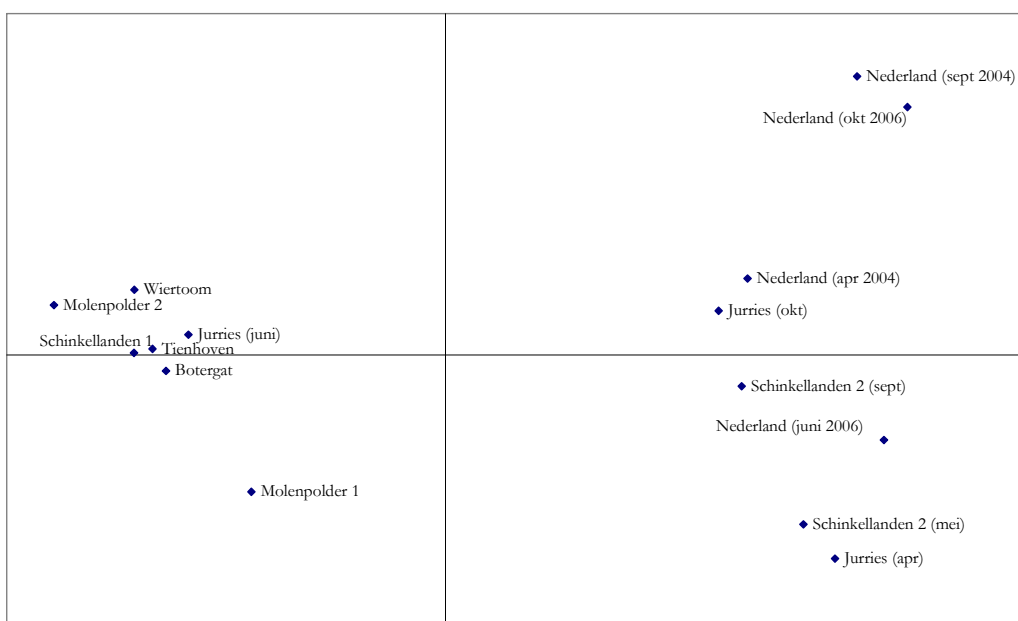 Nederland (sept 2004)
Nederland (okt 2006)
Nederland (apr 2004)
Wiertoom
Molenpolder 2
Jurries (okt)
Jurries (juni)
Schinkellanden 1
Tienhoven
Botergat
Schinkellanden 2 (sept)
Nederland (juni 2006)
Molenpolder 1
Schinkellanden 2 (mei)
Jurries (apr)